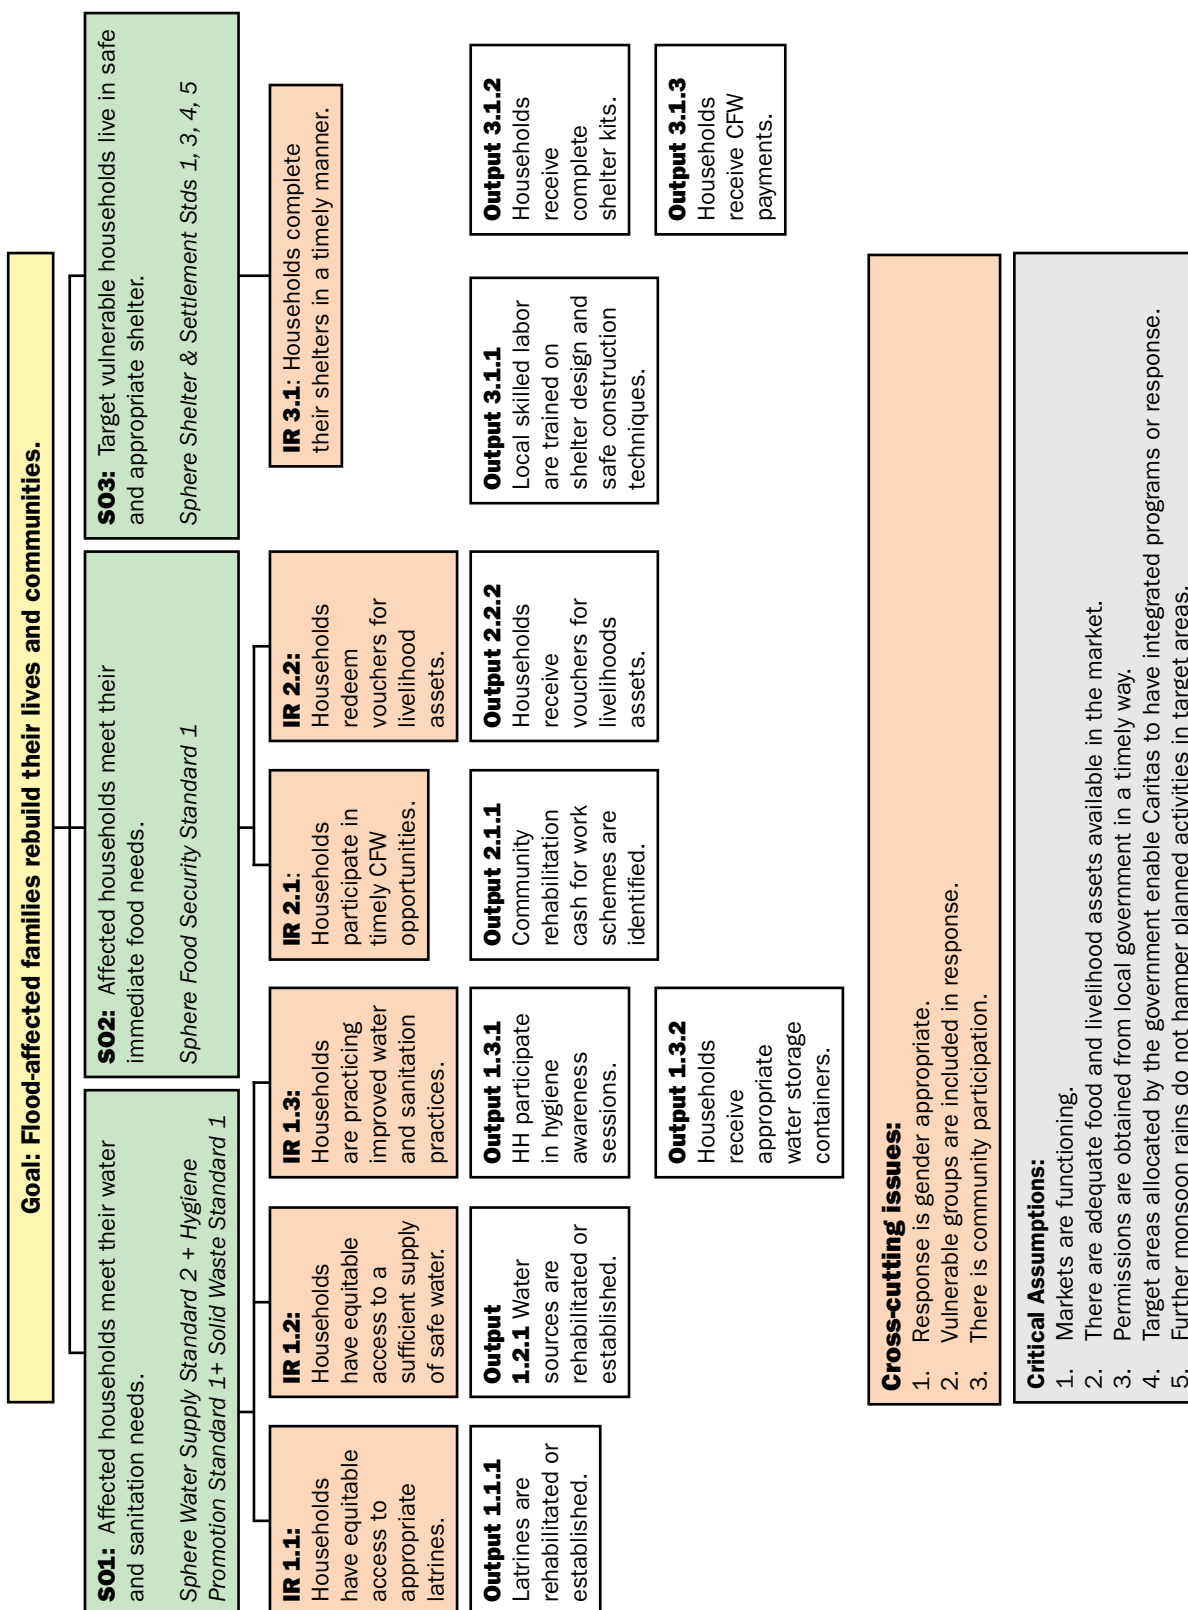 Goal: Flood-affected families rebuild their lives and communities.
SO1: Affected households meet their water
and sanitation needs.
Sphere Water Supply Standard 2 + Hygiene
Promotion Standard 1+ Solid Waste Standard 1
SO2: Affected households meet their
immediate food needs.
Sphere Food Security Standard 1
SO3: Target vulnerable households live in safe
and appropriate shelter.
Sphere Shelter & Settlement Stds 1, 3, 4, 5
IR 1.1:
Households
have equitable
access to
appropriate
latrines.
IR 1.2:
Households
have equitable
access to a
sufficient supply
of safe water.
IR 1.3:
Households
are practicing
improved water
and sanitation
practices.
IR 2.1:
Households
participate in
timely CFW
opportunities.
IR 2.2:
Households
redeem
vouchers for
livelihood
assets.
IR 3.1: Households complete
their shelters in a timely manner.
Output 1.1.1
Latrines are
rehabilitated or
established.
Output
1.2.1 Water
sources are
rehabilitated or
established.
Output 1.3.1
HH participate
in hygiene
awareness
sessions.
Output 2.1.1
Community
rehabilitation
cash for work
schemes are
identified.
Output 2.2.2
Households
receive
vouchers for
livelihoods
assets.
Output 3.1.1
Local skilled labor
are trained on
shelter design and
safe construction
techniques.
Output 3.1.2
Households
receive
complete
shelter kits.
Output 1.3.2
Households
receive
appropriate
water storage
containers.
Output 3.1.3
Households
receive CFW
payments.
Cross-cutting issues:
1. Response is gender appropriate.
2. Vulnerable groups are included in response.
3. There is community participation.
Critical Assumptions:
1. Markets are functioning.
2. There are adequate food and livelihood assets available in the market.
3. Permissions are obtained from local government in a timely way.
4. Target areas allocated by the government enable Caritas to have integrated programs or response.
5. Further monsoon rains do not hamper planned activities in target areas.